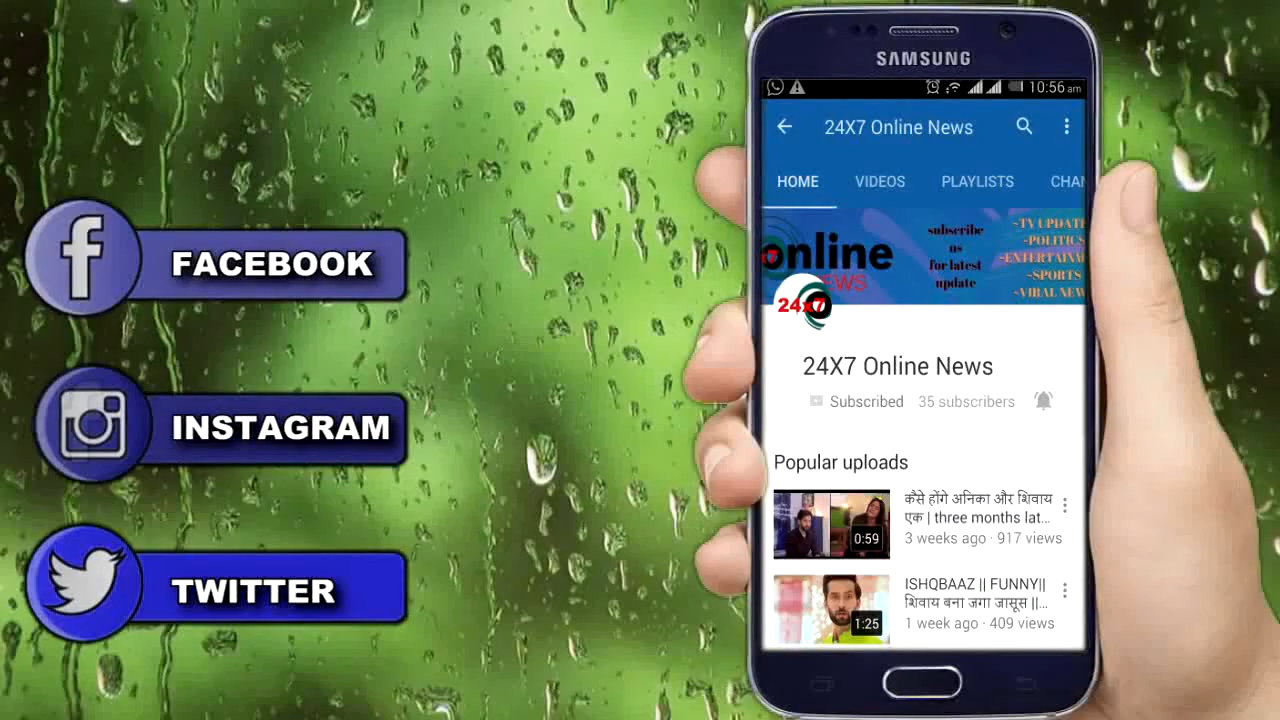 FACEBOOK
INSTAGRAM
TWITTER
SAMSUNG
10:56 am
24X7 Online News
HOME VIDEOS PLAYLISTS CHAN
online
NEWS
subscribe
us
for latest
update
~TV UPDATE
~POLITICS
~ENTERTAINM
~SPORTS
~VIRAL NEW
24x7
24X7 Online News
Subscribed 35 subscribers
Popular uploads
कैसे होंगे अनिका और शिवाय
एक | three months lat...
3 weeks ago · 917 views
0:59
ISHQBAAZ || FUNNY||
शिवाय बना जगा जासूस ||...
1 week ago · 409 views
1:25